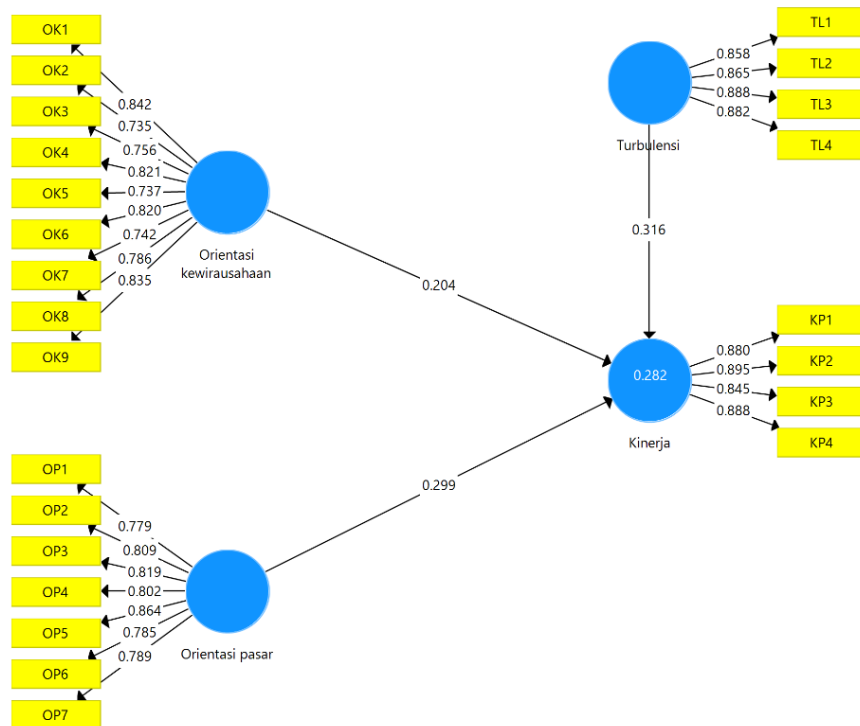 OK1
OK2
OK3
OK4
OK5
OK6
OK7
OK8
OK9
0.842
0.735
0.756
0.821
0.737
0.820
0.742
0.786
0.835
Orientasi
kewirausahaan
TL1
TL2
TL3
TL4
0.858
0.865
0.888
0.882
Turbulensi
0.316
0.204
0.299
0.282
Kinerja
KP1
KP2
KP3
KP4
0.880
0.895
0.845
0.888
OP1
OP2
OP3
OP4
OP5
OP6
OP7
0.779
0.809
0.819
0.802
0.864
0.785
0.789
Orientasi pasar